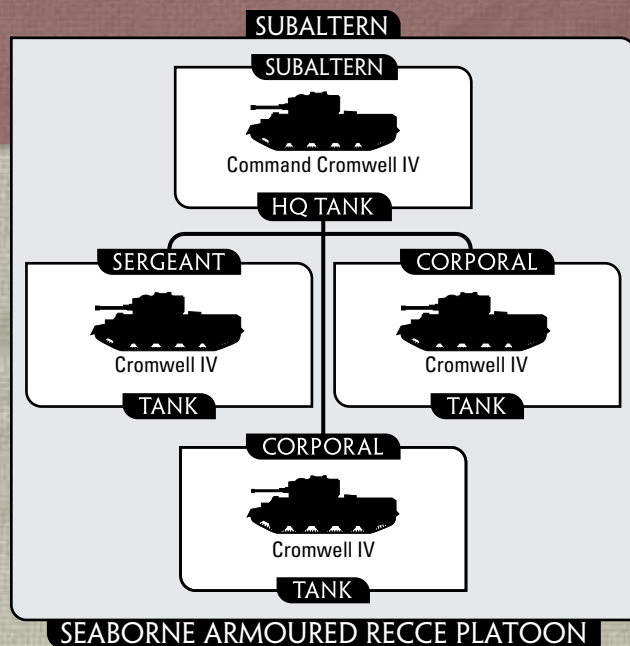 SUBALTERN
SUBALTERN
Command Cromwell IV
HQ TANK
SERGEANT
Cromwell IV
TANK
CORPORAL
Cromwell IV
TANK
CORPORAL
Cromwell IV
TANK
SEABORNE ARMOURED RECCE PLATOON